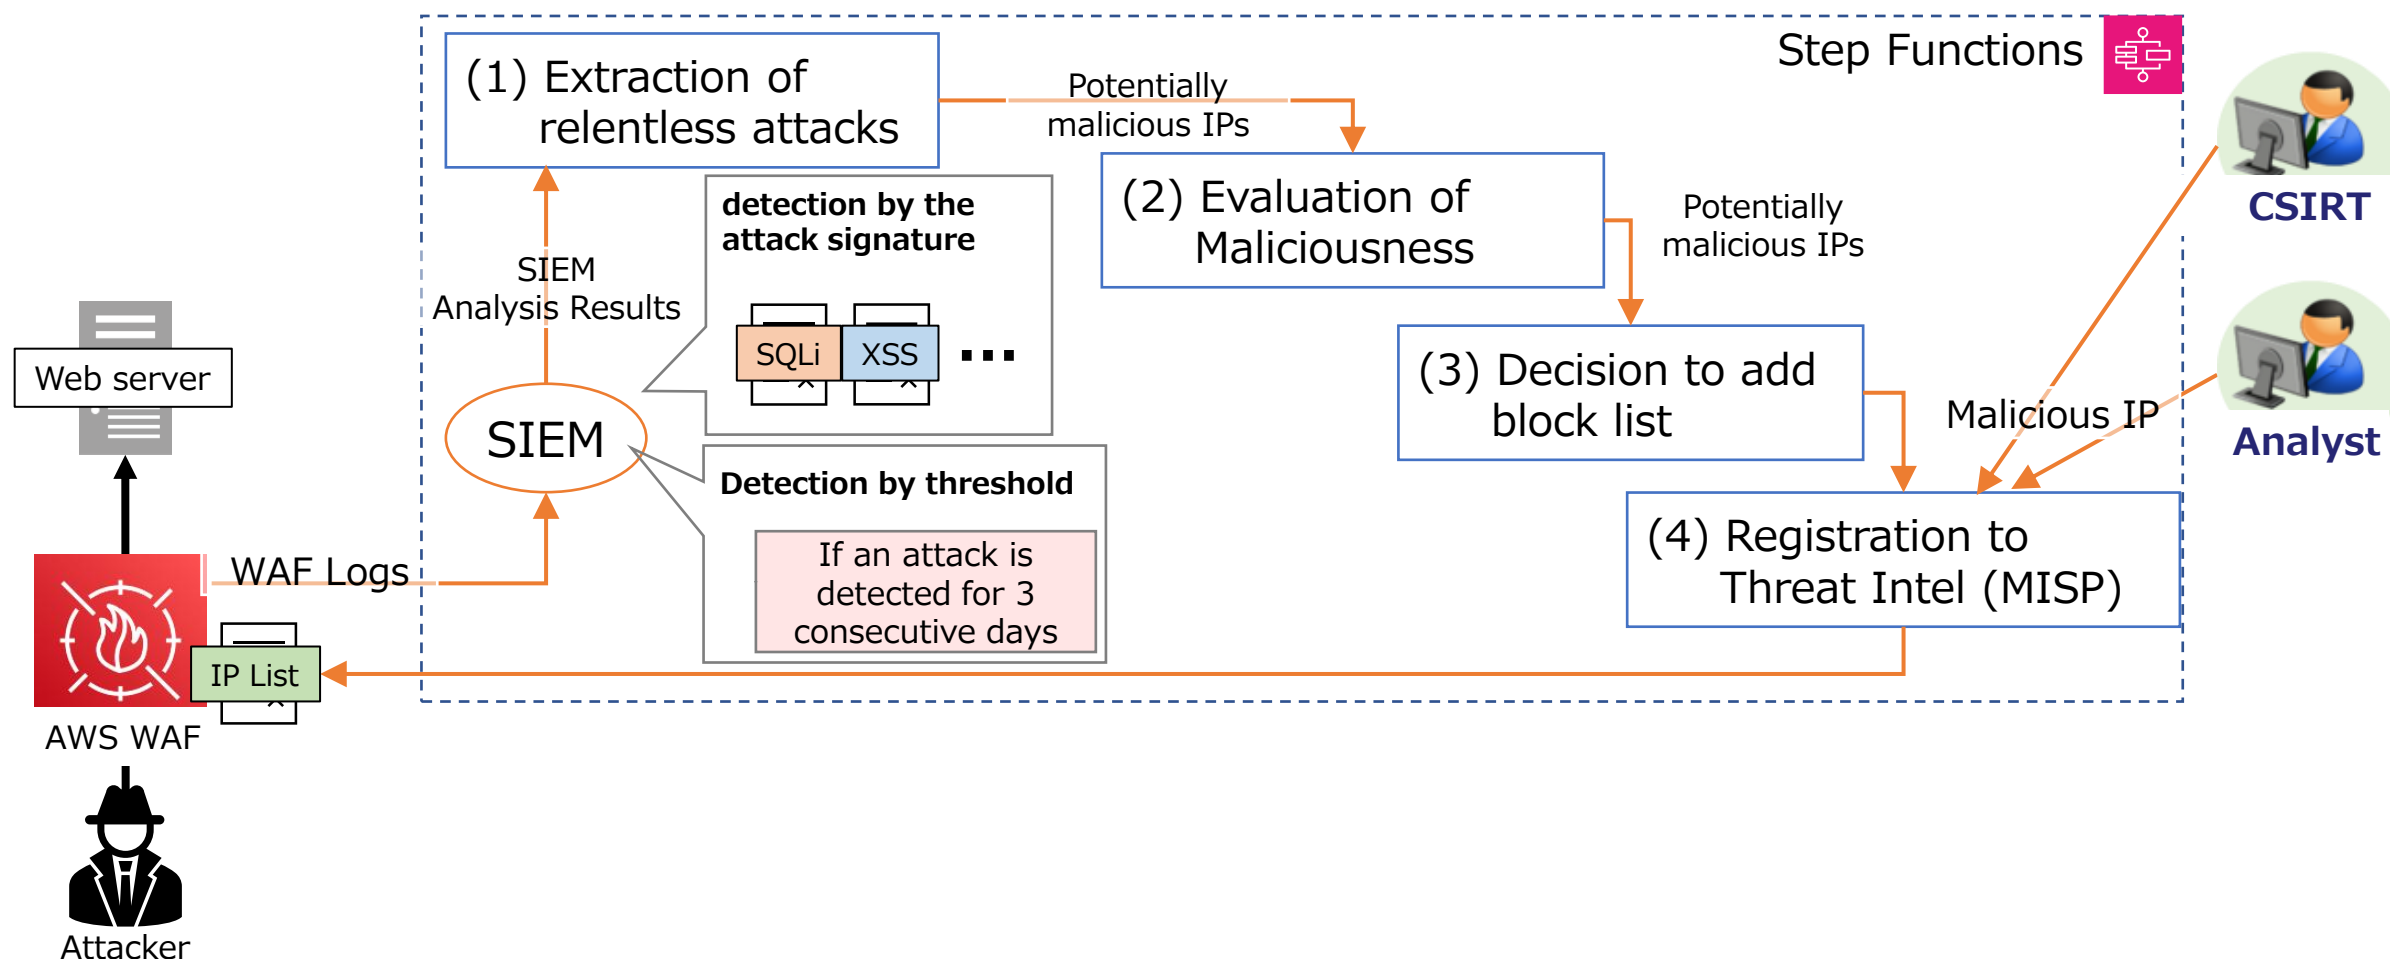 Step Functions
(1) Extraction of
relentless attacks
Potentially
malicious IPs
(2) Evaluation of
Maliciousness
Potentially
malicious IPs
CSIRT
detection by the
attack signature
SQLi
XSS
...
SIEM
Analysis Results
Web server
(3) Decision to add
block list
Malicious IP
Analyst
SIEM
Detection by threshold
If an attack is
detected for 3
consecutive days
WAF Logs
(4) Registration to
Threat Intel (MISP)
IP List
AWS WAF
Attacker